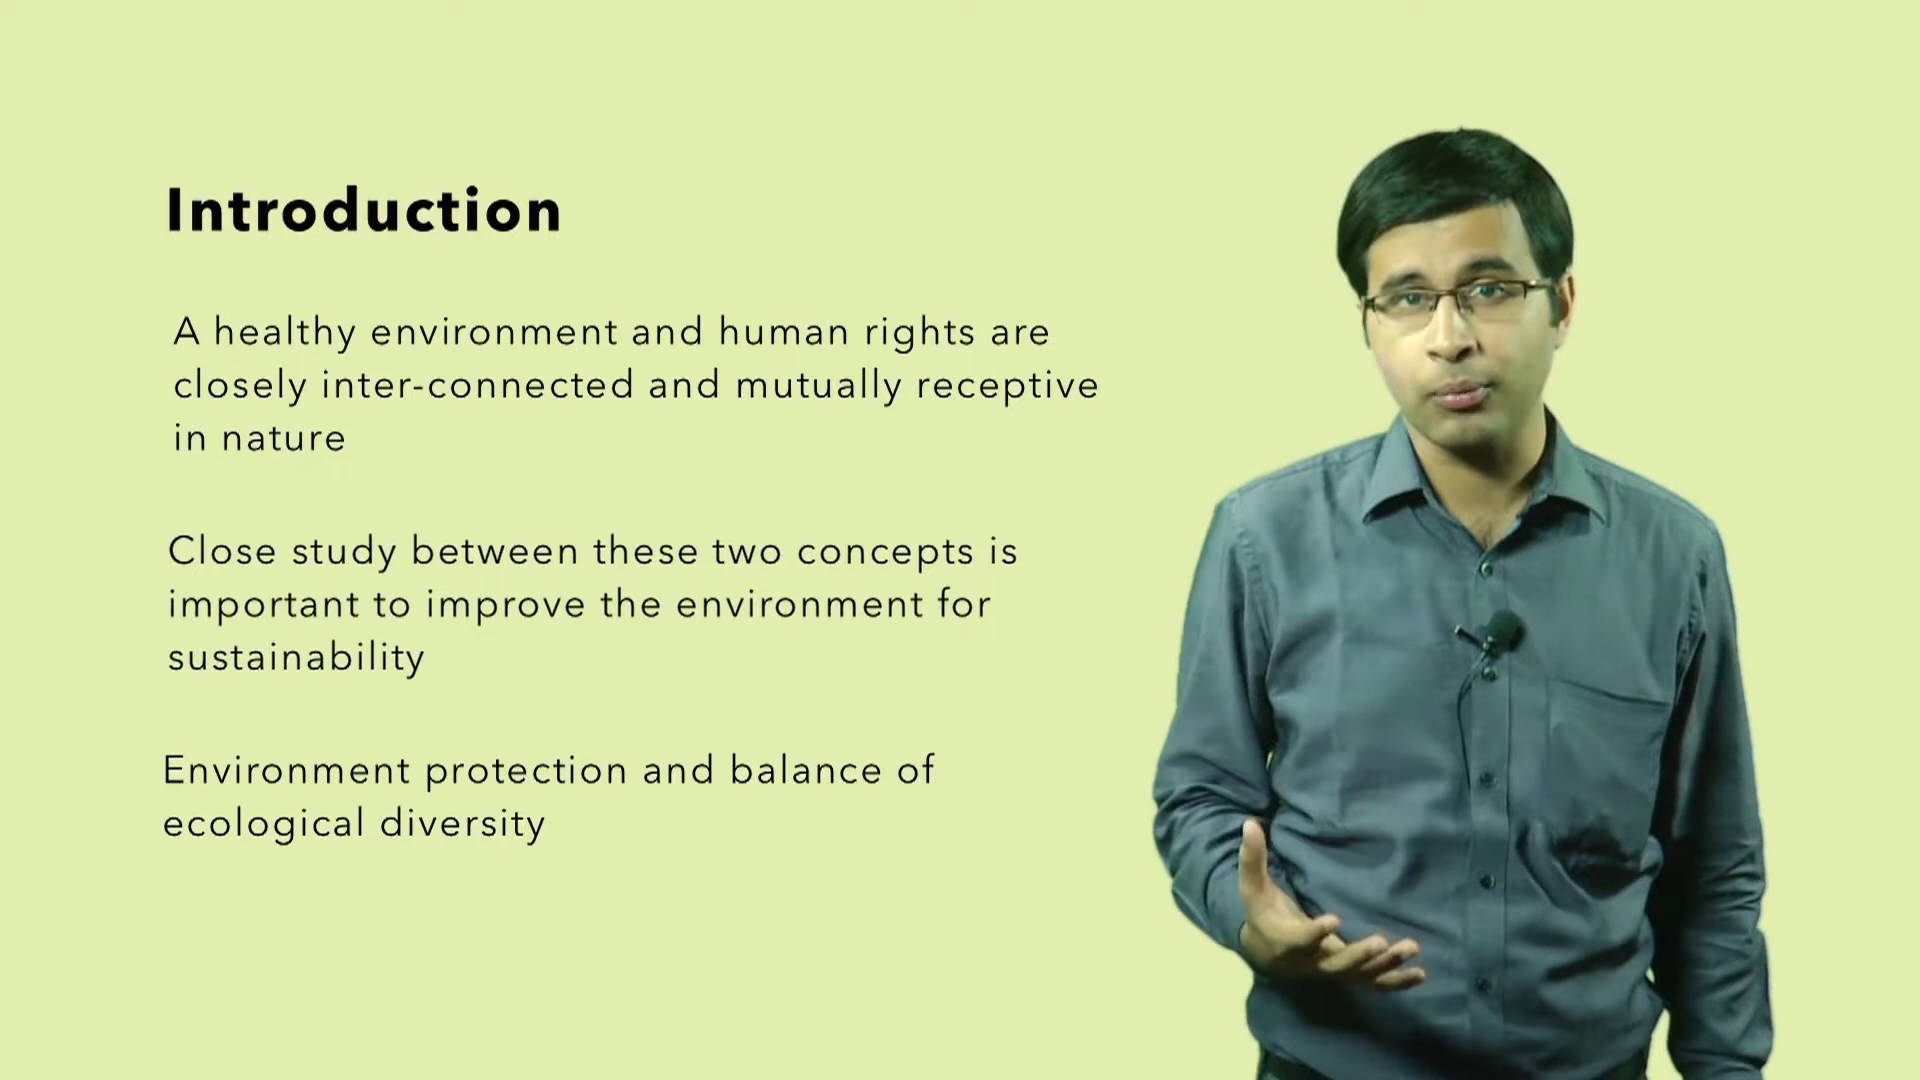 Introduction
A healthy environment and human rights are
closely inter-connected and mutually receptive
in nature
Close study between these two concepts is
important to improve the environment for
sustainability
Environment protection and balance of
ecological diversity